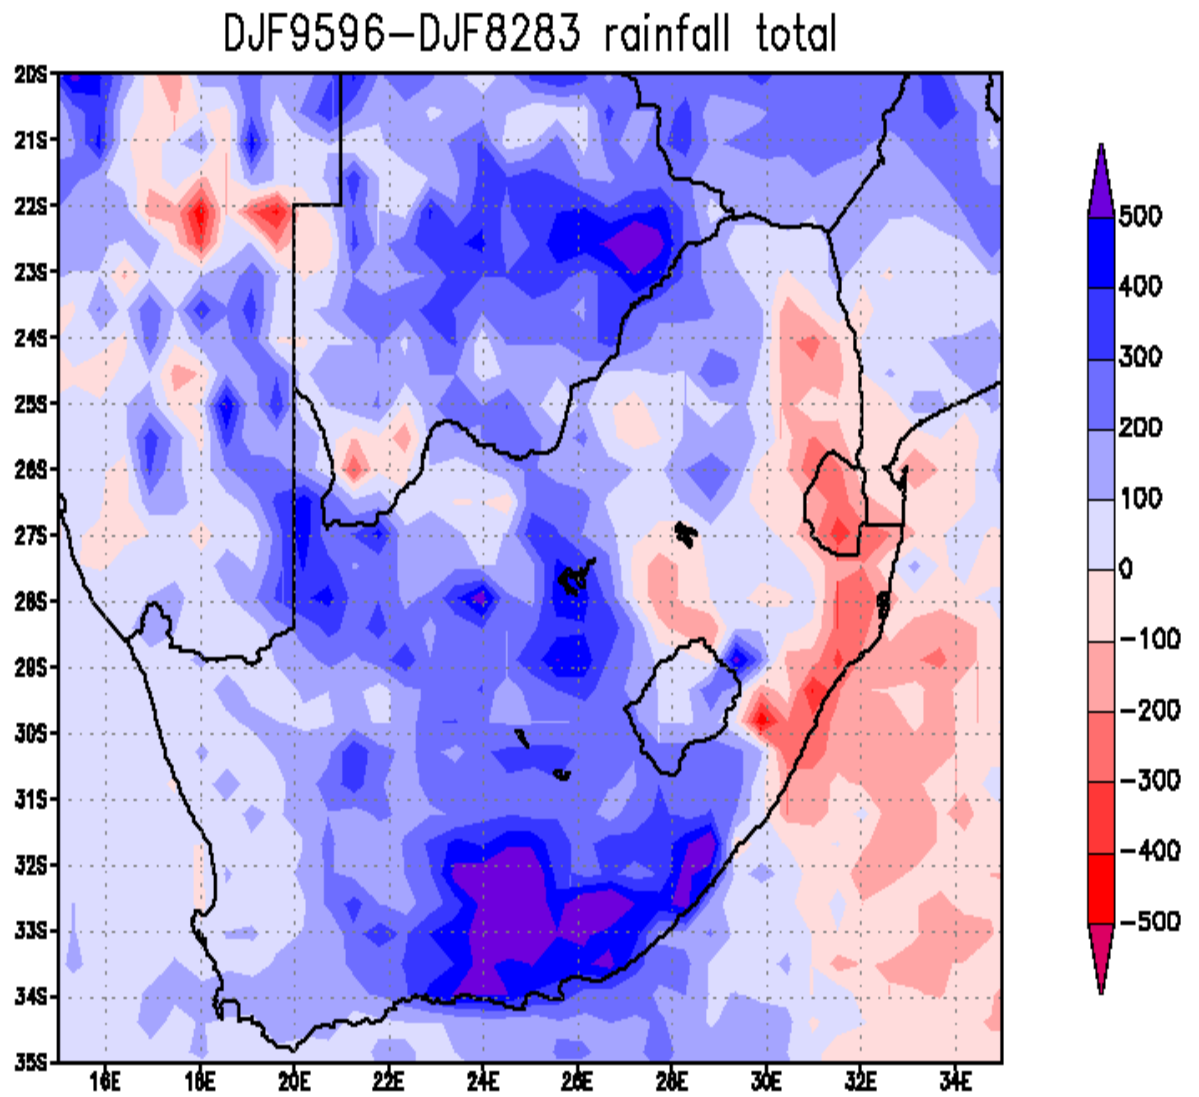 DJF9596-DJF8283 rainfall total
20S
21S
22S
23S
24S
25S
26S
27S
28S
29S
30S
31S
32S
33S
34S
35S
16E 18E 20E 22E 24E 26E 28E 30E 32E 34E
500
400
300
200
100
0
-100
-200
-300
-400
-500